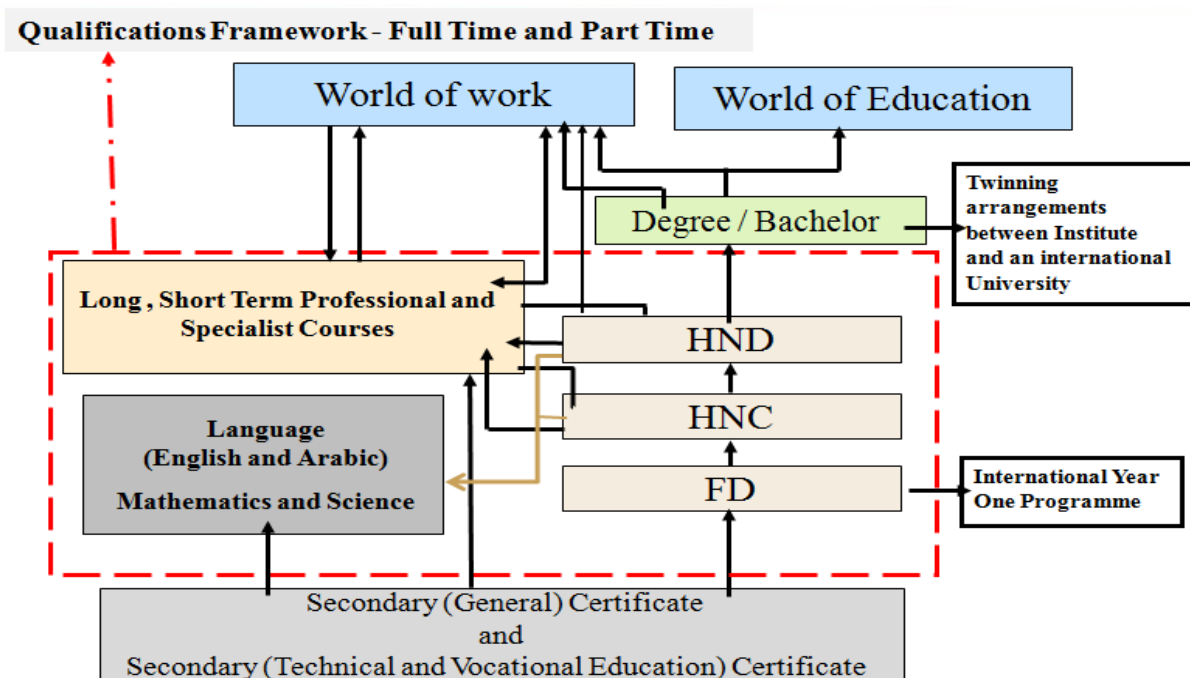 Qualifications Framework - Full Time and Part Time
World of work
World of Education
Degree / Bachelor
Twinning
arrangements
between Institute
and an international
University
Long , Short Term Professional and
Specialist Courses
HND
HNC
Language
(English and Arabic)
Mathematics and Science
FD
International Year
One Programme
Secondary (General) Certificate
and
Secondary (Technical and Vocational Education) Certificate